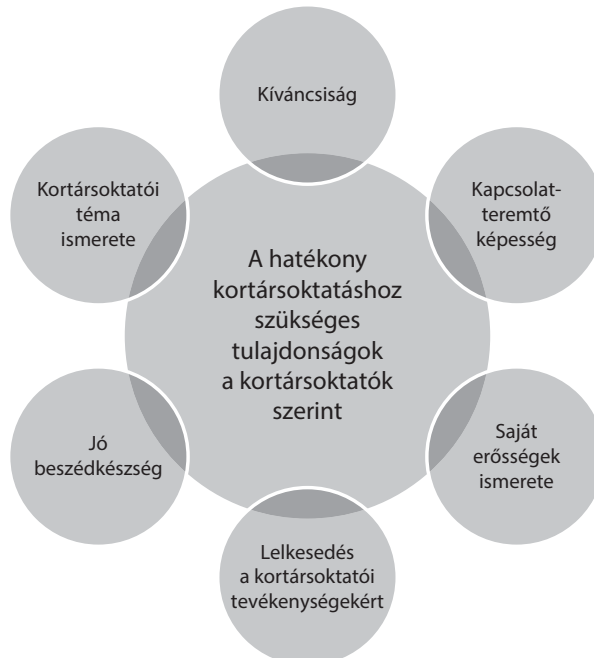 Kíváncsiság
Kapcsolat-
teremtő
képesség
Saját
erősségek
ismerete
Lelkesedés
a kortársoktatói
tevékenységekért
Jó
beszédkészség
Kortársoktatói
téma
ismerete
A hatékony
kortársoktatáshoz
szükséges
tulajdonságok
a kortársoktatók
szerint